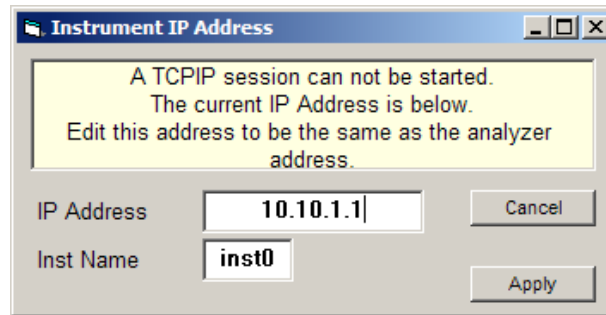 Instrument IP Address
A TCPIP session can not be started.
The current IP Address is below.
Edit this address to be the same as the analyzer
address.
IP Address 10.10.1.1 Cancel
Inst Name inst0
Apply